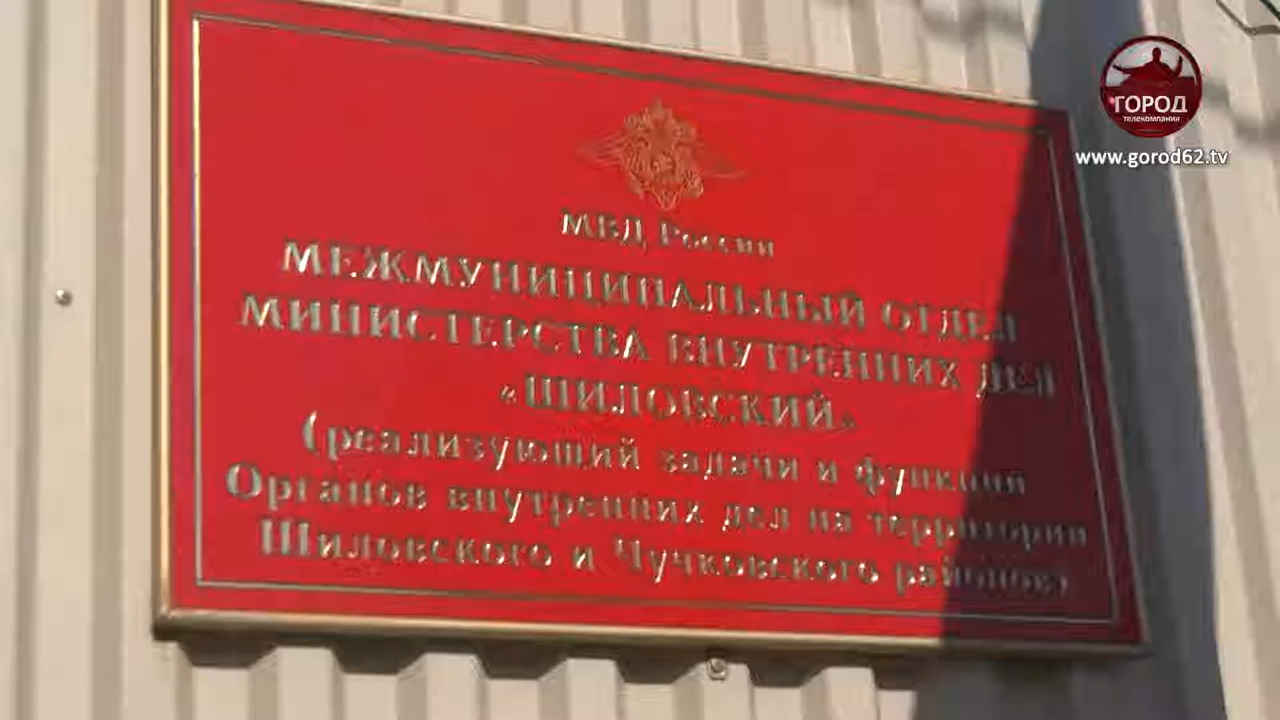 ГОРОД
телекомпания
www.gorod62.tv
МВД России
МЕЖМУНИЦИПАЛЬНЫЙ ОТДЕЛ
МИНИСТЕРСТВА ВНУТРЕННИХ ДЕЛ
«ШИЛОВСКИЙ»
(реализующий задачи и функции
Органов внутренних дел на территории
Шиловского и Чучковского районов)